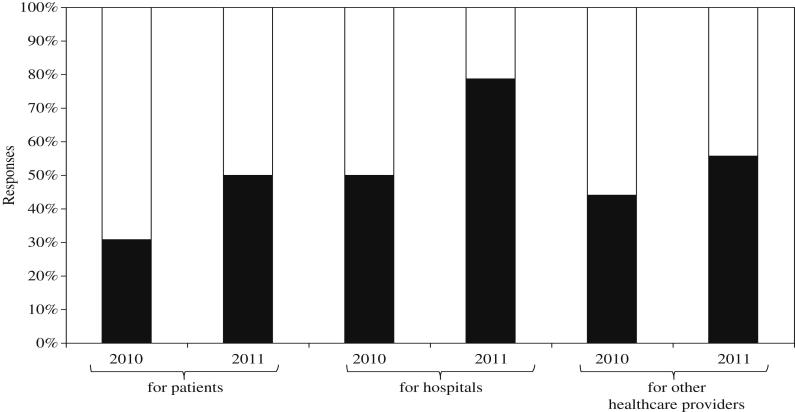 100%
90%
80%
70%
60%
50%
40%
30%
20%
10%
0%
Responses
2010 2011 2010 2011 2010 2011
for patients for hospitals for other
healthcare providers